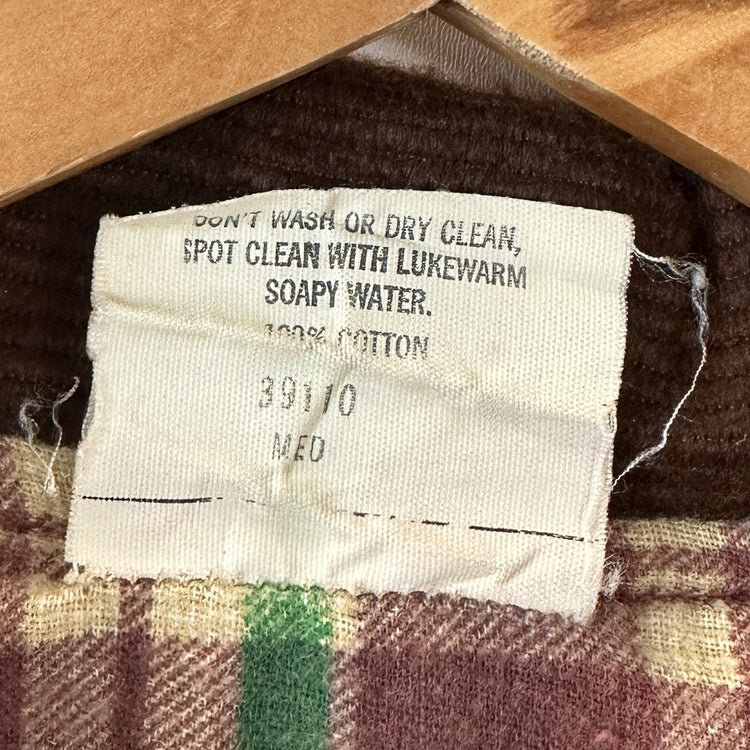 DON'T WASH OR DRY CLEAN,
SPOT CLEAN WITH LUKEWARM
SOAPY WATER.
100% COTTON
39110
MED